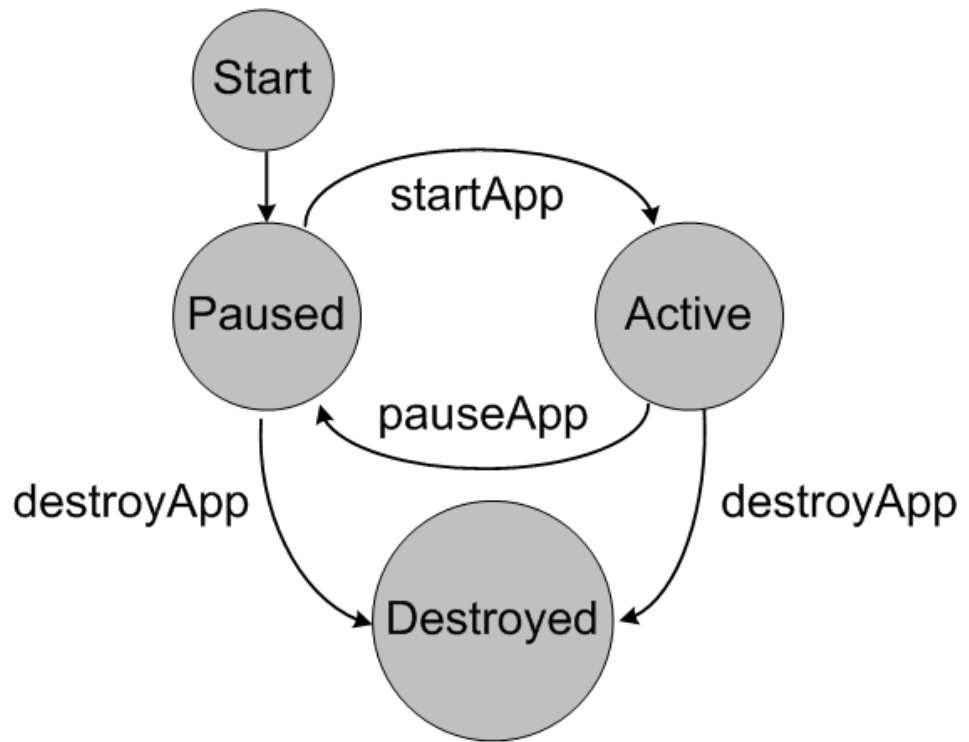 Start
startApp
Paused
Active
pauseApp
destroyApp
destroyApp
Destroyed